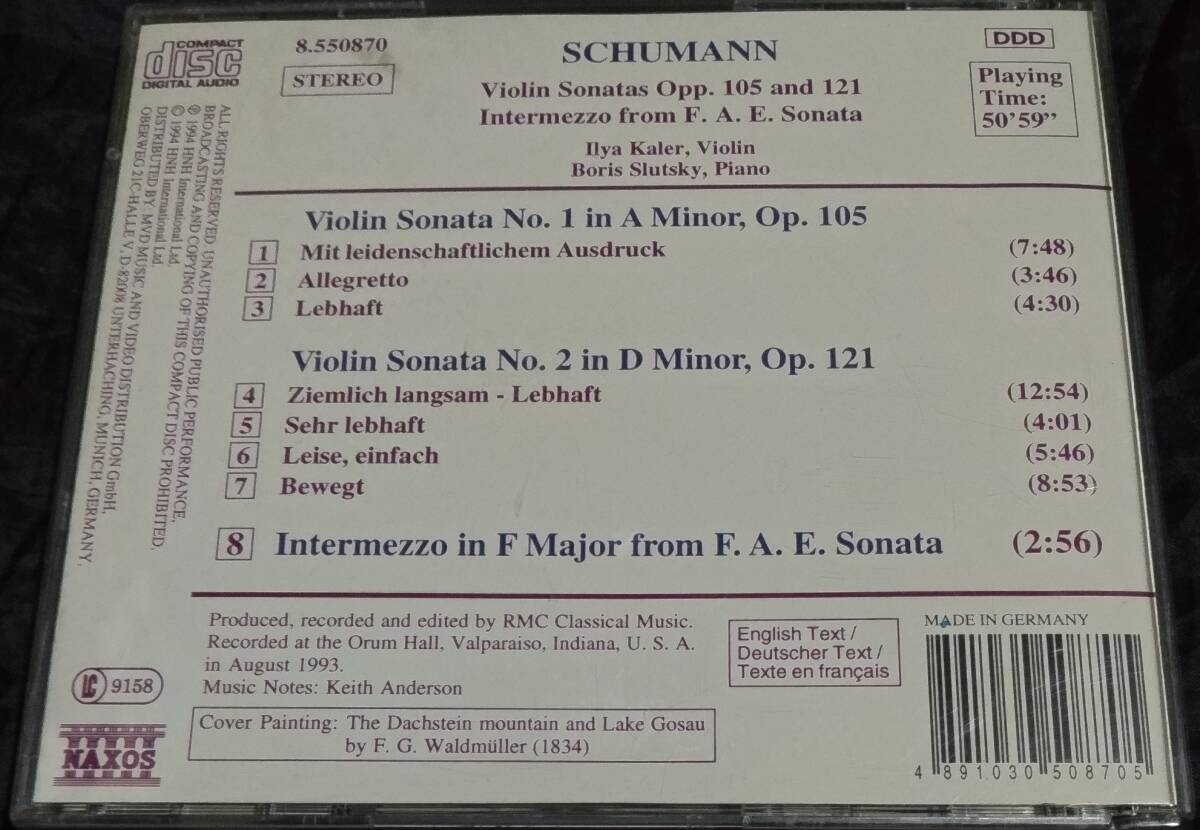 COMPACT
disc
DIGITAL AUDIO
8.550870
STEREO
SCHUMANN
Violin Sonatas Opp. 105 and 121
Intermezzo from F. A. E. Sonata
Ilya Kaler, Violin
Boris Slutsky, Piano
DDD
Playing
Time:
50'59”
Violin Sonata No. 1 in A Minor, Op. 105
1 Mit leidenschaftlichem Ausdruck (7:48)
2 Allegretto (3:46)
3 Lebhaft (4:30)
Violin Sonata No. 2 in D Minor, Op. 121
4 Ziemlich langsam - Lebhaft (12:54)
5 Sehr lebhaft (4:01)
6 Leise, einfach (5:46)
7 Bewegt (8:53)
8 Intermezzo in F Major from F. A. E. Sonata (2:56)
ALL RIGHTS RESERVED. UNAUTHORISED PUBLIC PERFORMANCE,
BROADCASTING AND COPYING OF THIS COMPACT DISC PROHIBITED.
℗ 1994 HNH International Ltd.
© 1994 HNH International Ltd.
DISTRIBUTED BY: MVD MUSIC AND VIDEO DISTRIBUTION GmbH,
OBERWEG 21C-HALLE V, D-82008 UNTERHACHING, MUNICH, GERMANY.
Produced, recorded and edited by RMC Classical Music.
Recorded at the Orum Hall, Valparaiso, Indiana, U. S. A.
in August 1993.
Music Notes: Keith Anderson
English Text /
Deutscher Text /
Texte en français
MADE IN GERMANY
LC 9158
NAXOS
Cover Painting: The Dachstein mountain and Lake Gosau
by F. G. Waldmüller (1834)
4 891030 508705